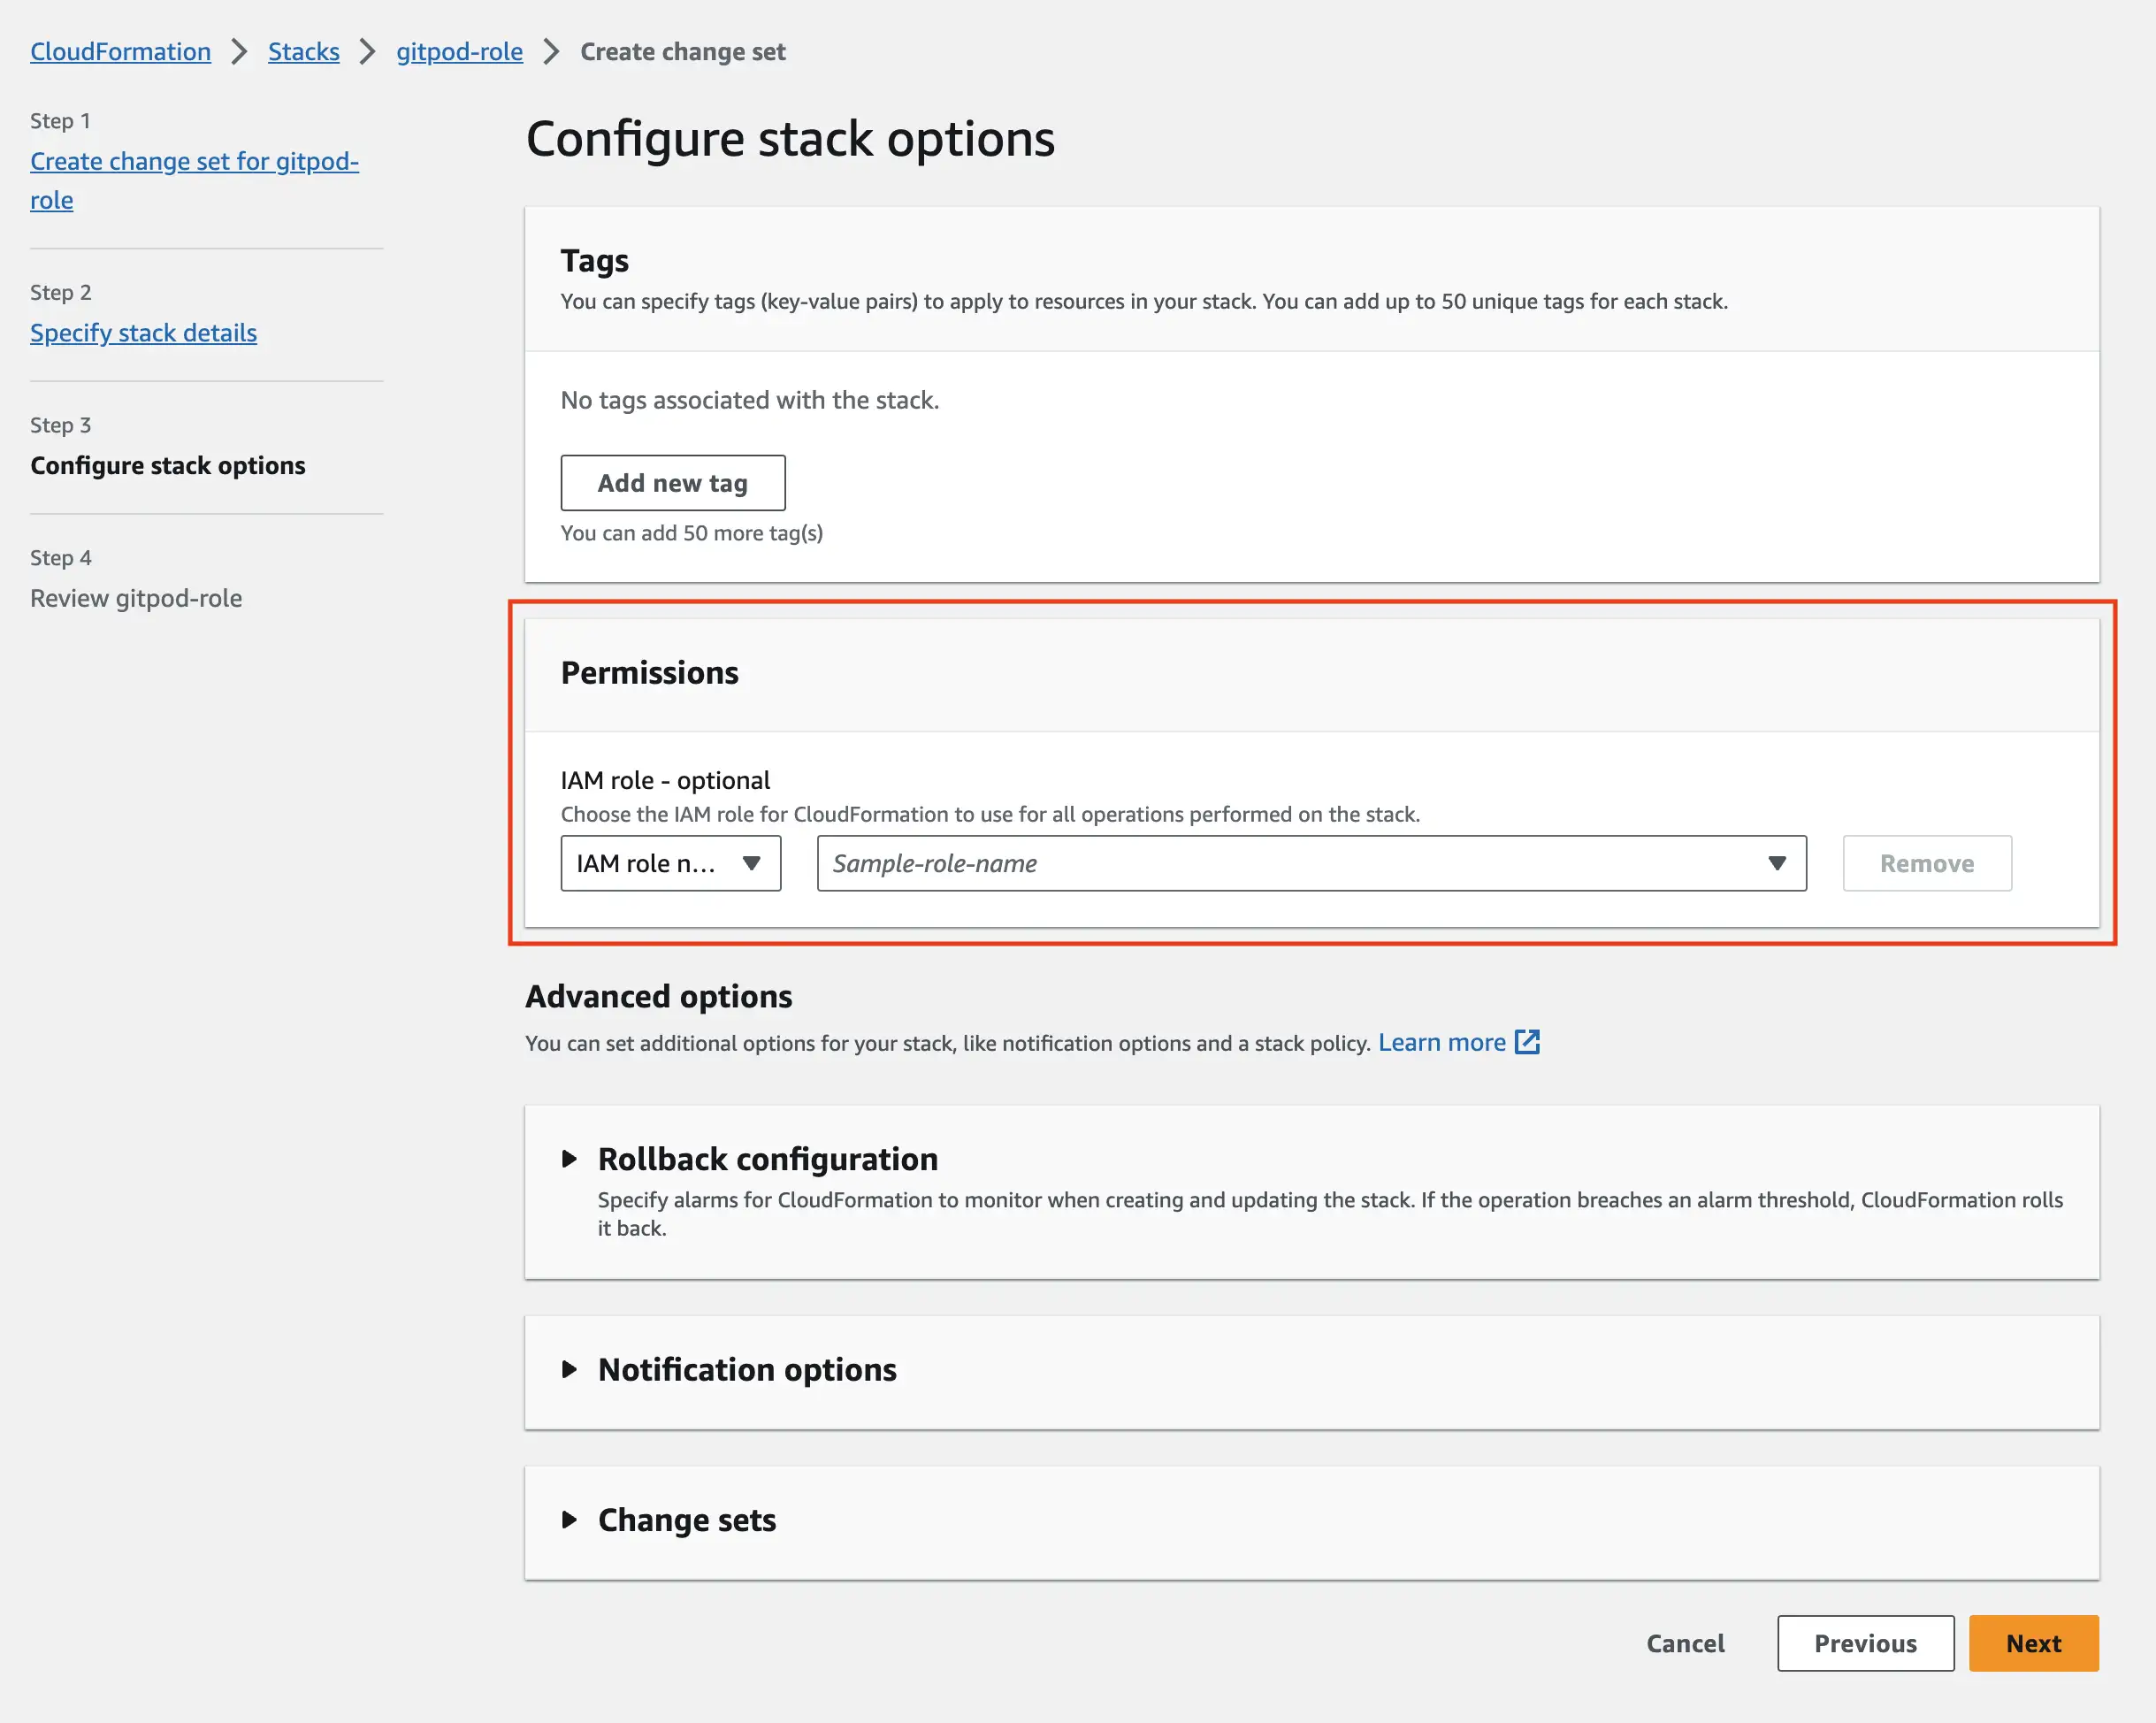 CloudFormation > Stacks > gitpod-role > Create change set
Step 1
Create change set for gitpod-
role
Step 2
Specify stack details
Step 3
Configure stack options
Step 4
Review gitpod-role
Configure stack options
Tags
You can specify tags (key-value pairs) to apply to resources in your stack. You can add up to 50 unique tags for each stack.
No tags associated with the stack.
Add new tag
You can add 50 more tag(s)
Permissions
IAM role - optional
Choose the IAM role for CloudFormation to use for all operations performed on the stack.
IAM role n... Sample-role-name Remove
Advanced options
You can set additional options for your stack, like notification options and a stack policy. Learn more
Rollback configuration
Specify alarms for CloudFormation to monitor when creating and updating the stack. If the operation breaches an alarm threshold, CloudFormation rolls
it back.
Notification options
Change sets
Cancel Previous Next